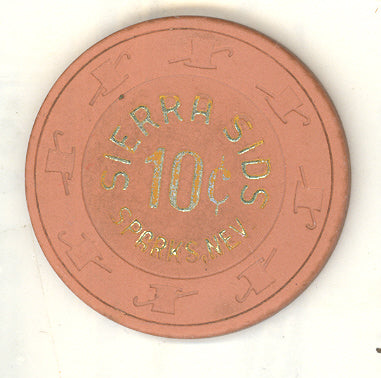 SIERRA SIDS
10¢
SPARKS, NEV.